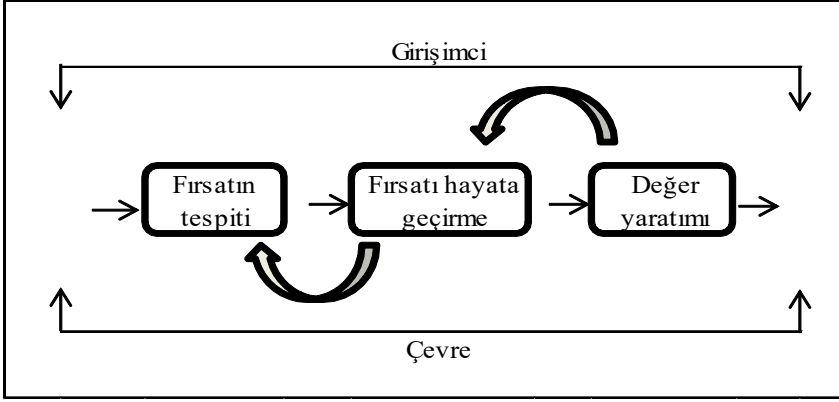 Girişimci
Fırsatın
tespiti
Fırsatı hayata
geçirme
Değer
yaratımı
Çevre